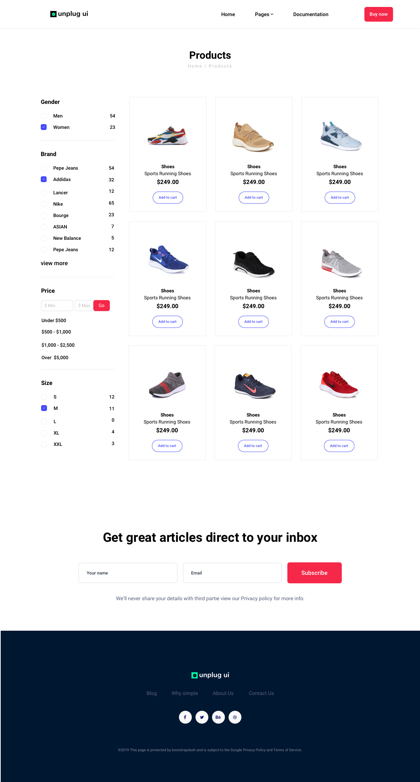 unplug ui
Home Pages Documentation Buy now
Products
Home - Products
Gender
Men 54
Women 23
Brand
Pepe Jeans 54
Addidas 32
Lancer 12
Nike 65
Bourge 23
ASIAN 7
New Balance 5
Pepe Jeans 12
view more
Price
$ Min $ Max Go
Under $500
$500 - $1,000
$1,000 - $2,500
Over $5,000
Size
S 12
M 11
L 0
XL 4
XXL 3
Shoes
Sports Running Shoes
$249.00
Add to cart
Shoes
Sports Running Shoes
$249.00
Add to cart
Shoes
Sports Running Shoes
$249.00
Add to cart
Shoes
Sports Running Shoes
$249.00
Add to cart
Shoes
Sports Running Shoes
$249.00
Add to cart
Shoes
Sports Running Shoes
$249.00
Add to cart
Shoes
Sports Running Shoes
$249.00
Add to cart
Shoes
Sports Running Shoes
$249.00
Add to cart
Shoes
Sports Running Shoes
$249.00
Add to cart
Get great articles direct to your inbox
Your name Email Subscribe
We'll never share your details with third partie view our Privacy policy for more info.
unplug ui
Blog Why simple About Us Contact Us
©2019 This page is protected by and is subject to the Google Privacy Policy and Terms of Service.